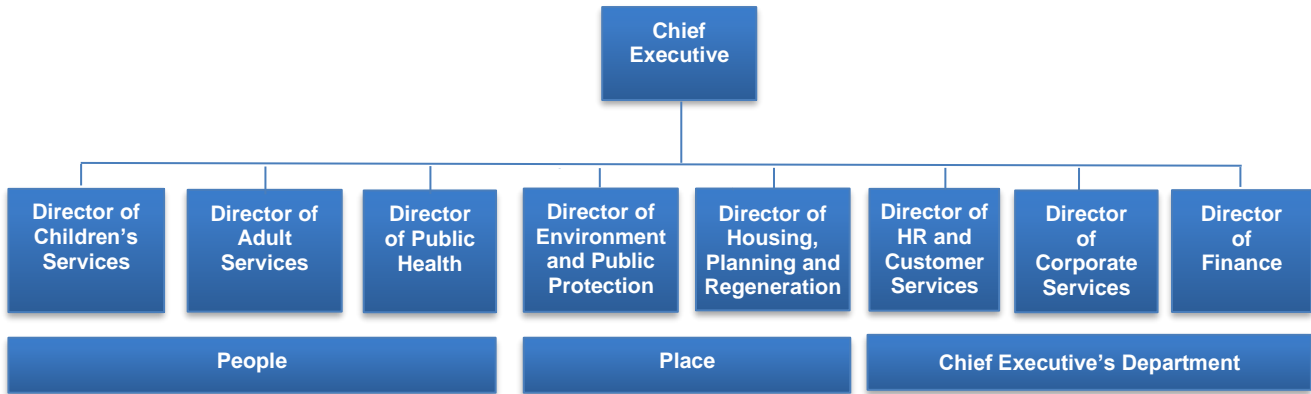 Chief
Executive
Director of
Children's
Services
Director of
Adult
Services
Director
of Public
Health
Director of
Environment
and Public
Protection
Director of
Housing,
Planning and
Regeneration
Director of
HR and
Customer
Services
Director
of
Corporate
Services
Director
of
Finance
People
Place
Chief Executive's Department